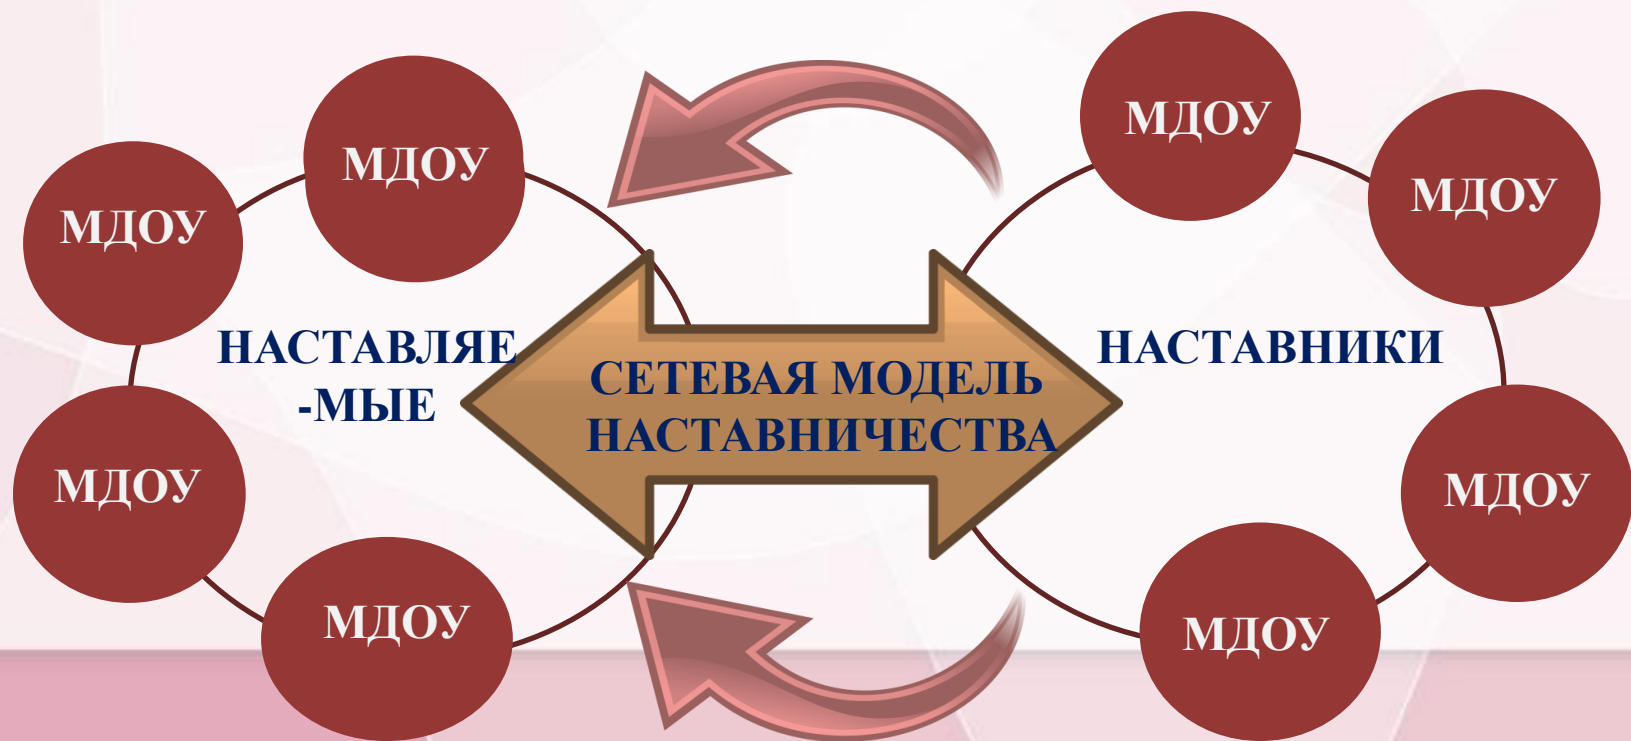 МДОУ
МДОУ
МДОУ
МДОУ
НАСТАВЛЯЕ
-МЫЕ
СЕТЕВАЯ МОДЕЛЬ
НАСТАВНИЧЕСТВА
МДОУ
МДОУ
НАСТАВНИКИ
МДОУ
МДОУ